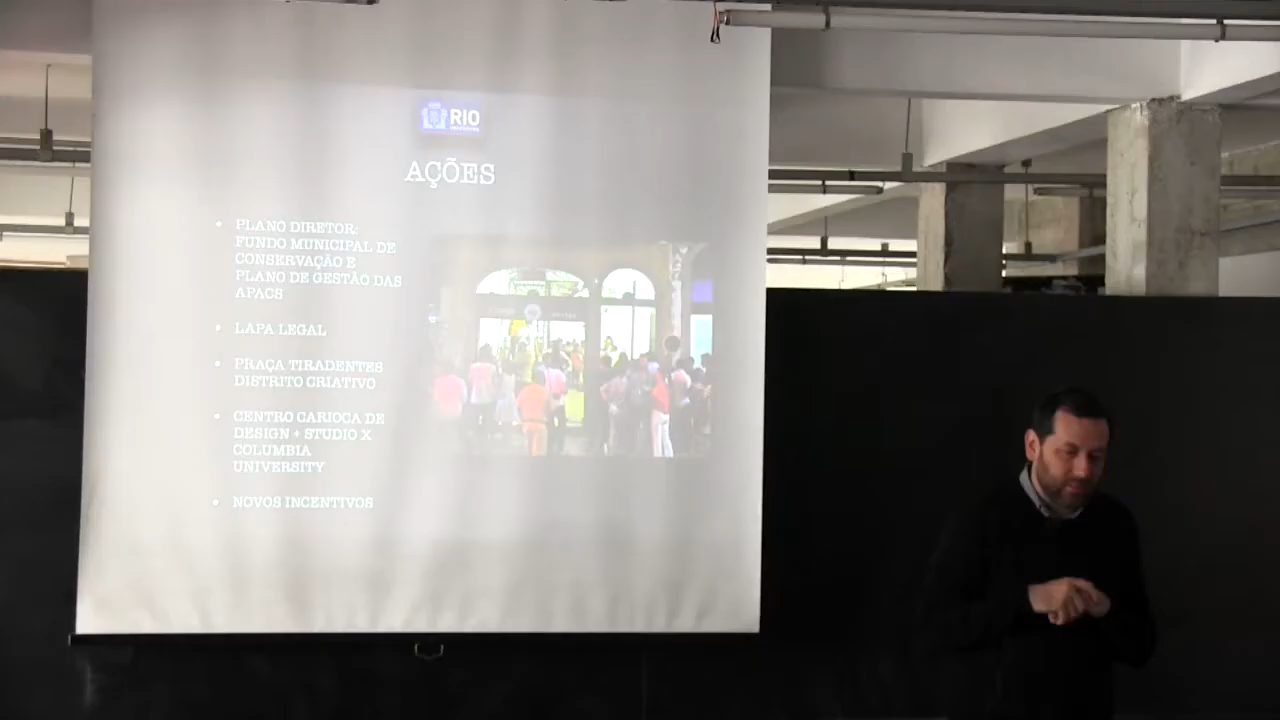 RIO
AÇÕES
• PLANO DIRETOR:
FUNDO MUNICIPAL DE
CONSERVAÇÃO E
PLANO DE GESTÃO DAS
APACS
• LAPA LEGAL
• PRAÇA TIRADENTES
DISTRITO CRIATIVO
• CENTRO CARIOCA DE
DESIGN + STUDIO X
COLUMBIA
UNIVERSITY
• NOVOS INCENTIVOS